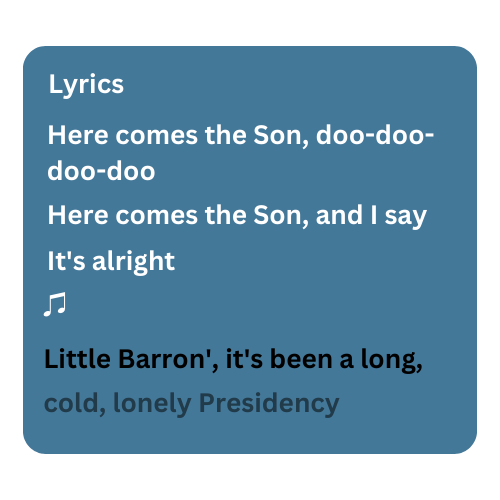 Lyrics
Here comes the Son, doo-doo-
doo-doo
Here comes the Son, and I say
It's alright
♫
Little Barron', it's been a long,
cold, lonely Presidency